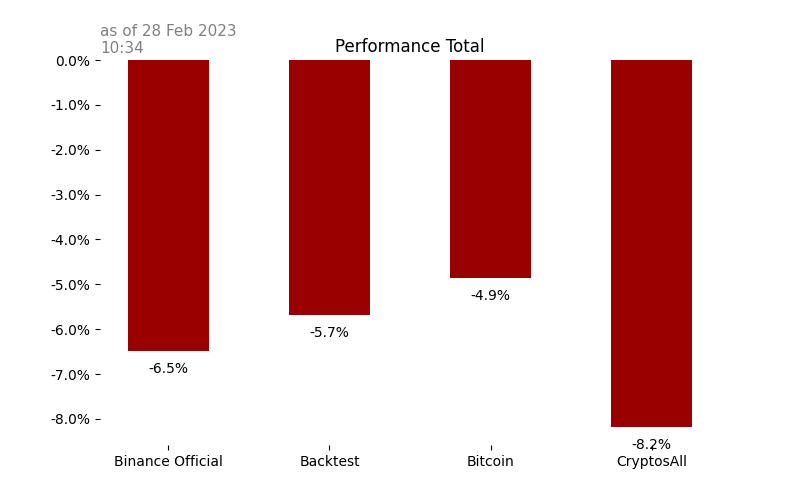 as of 28 Feb 2023
10:34
Performance Total
0.0%
-1.0%
-2.0%
-3.0%
-4.0%
-5.0%
-6.0%
-7.0%
-8.0%
-6.5%
-5.7%
-4.9%
-8.2%
Binance Official
Backtest
Bitcoin
CryptosAll